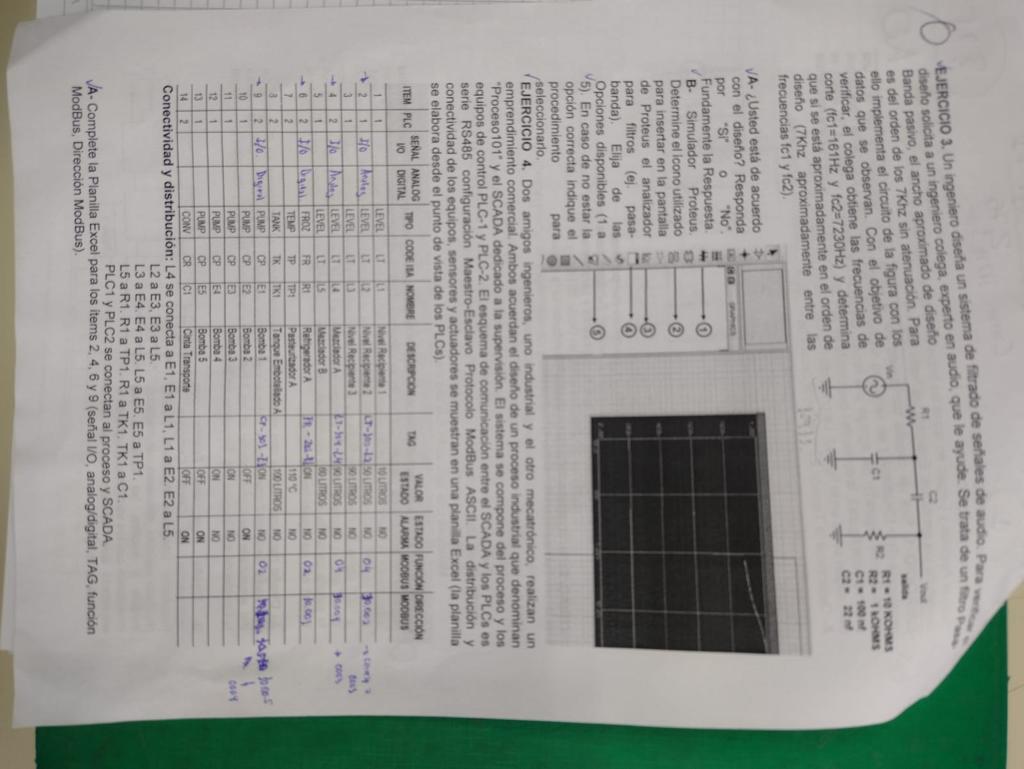 EJERCICIO 3. Un ingeniero diseña un sistema de filtrado de señales de audio. Para verificar el
diseño solicita a un ingeniero colega, experto en audio, que le ayude. Se trata de un filtro Pasa
Banda pasivo, el ancho aproximado de diseño
es del orden de los 7Khz sin atenuación. Para
ello implementa el circuito de la figura con los
datos que se observan. Con el objetivo de
verificar, el colega obtiene las frecuencias de
corte (fc1=161Hz y fc2=7230Hz) y determina
que si se está aproximadamente en el orden de
diseño (7Khz aproximadamente entre las
frecuencias fc1 y fc2).
R1 C2 Vout
salida
Vin C1 R2
R1 = 10 KOHMS
R2 = 1 kOHMS
C1 = 100 nf
C2 = 22 nf
A- ¿Usted está de acuerdo
con el diseño? Responda
por "Si" o "No".
Fundamente la Respuesta.
B- Simulador Proteus.
Determine el ícono utilizado
para insertar en la pantalla
de Proteus el analizador
para filtros (ej. pasa-
banda). Elija de las
Opciones disponibles (1 a
5). En caso de no estar la
opción correcta indique el
procedimiento para
seleccionarlo.
GRAPHICS
1
2
3
4
5
EJERCICIO 4. Dos amigos ingenieros, uno industrial y el otro mecatrónico, realizan un
emprendimiento comercial. Ambos acuerdan el diseño de un proceso industrial que denominan
"Proceso101" y el SCADA dedicado a la supervisión. El sistema se compone del proceso y los
equipos de control PLC-1 y PLC-2. El esquema de comunicación entre el SCADA y los PLCs es
serie RS485 configuración Maestro-Esclavo Protocolo ModBus ASCII. La distribución y
conectividad de los equipos, sensores y actuadores se muestran en una planilla Excel (la planilla
se elabora desde el punto de vista de los PLCs).
ITEM PLC SEÑAL I/O ANALOG DIGITAL TIPO CODE ISA NOMBRE DESCRIPCION TAG VALOR ESTADO ESTADO ALARMA FUNCIÓN MODBUS DIRECCIÓN MODBUS
1 1 LEVEL LT L1 Nivel Recipiente 1 10 LITROS NO
2 1 I/O Analog LEVEL LT L2 Nivel Recipiente 2 50 LITROS NO 04 30.002
3 1 LEVEL LT L3 Nivel Recipiente 3 90 LITROS NO 0003
4 2 I/O Analog LEVEL LT L4 Mezclador A 90 LITROS NO 04 30.004 0003
5 1 LEVEL LT L5 Mezclador B 60 LITROS NO
6 2 I/O Digital FROZ FR R1 Refrigerador A ON NO 02 10.001
7 2 TEMP TP TP1 Pasteurizador A 110 °C NO
8 2 TANK TK TK1 Tanque Embotellado A 100 LITROS NO
9 2 I/O Digital PUMP CP E1 Bomba 1 ON NO 02
10 1 PUMP CP E2 Bomba 2 OFF ON
11 1 PUMP CP E3 Bomba 3 ON NO 0004
12 1 PUMP CP E4 Bomba 4 ON NO
13 1 PUMP CP E5 Bomba 5 OFF ON
14 2 CONV CR C1 Cinta Transporte OFF ON
Conectividad y distribución: L4 se conecta a E1, E1 a L1, L1 a E2. E2 a L5.
L2 a E3, E3 a L5.
L3 a E4. E4 a L5. L5 a E5. E5 a TP1.
L5 a R1. R1 a TP1. R1 a TK1. TK1 a C1.
PLC1 y PLC2 se conectan al proceso y SCADA.
A- Complete la Planilla Excel para los items 2, 4, 6 y 9 (señal I/O, analog/digital, TAG, función
ModBus, Dirección ModBus).